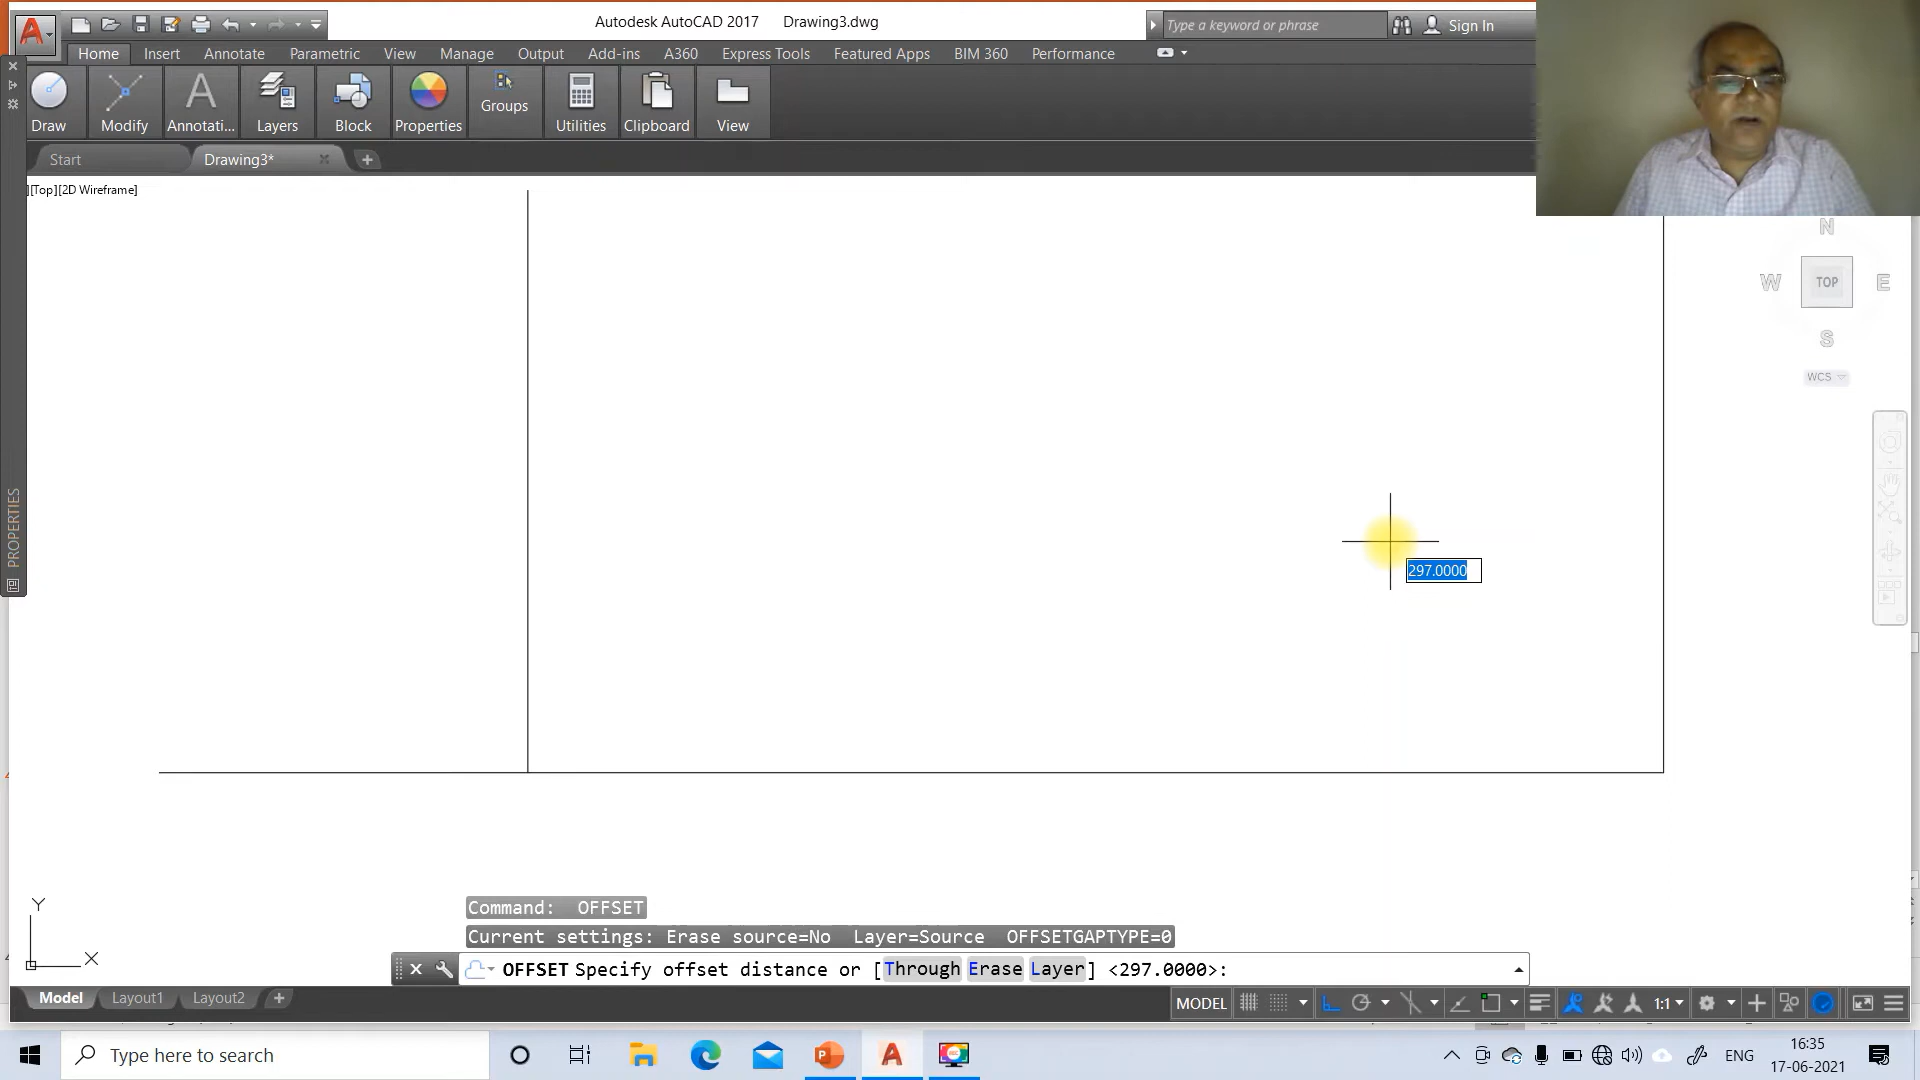 Autodesk AutoCAD 2017 Drawing3.dwg
Type a keyword or phrase
Sign In
Home Insert Annotate Parametric View Manage Output Add-ins A360 Express Tools Featured Apps BIM 360 Performance
Draw Modify Annotati... Layers Block Properties Groups Utilities Clipboard View
Start Drawing3*
][Top][2D Wireframe]
N
W TOP E
S
WCS
PROPERTIES
297.0000
Y
X
Command: OFFSET
Current settings: Erase source=No Layer=Source OFFSETGAPTYPE=0
OFFSET Specify offset distance or [Through Erase Layer] <297.0000>:
Model Layout1 Layout2
MODEL 1:1
Type here to search
ENG
16:35
17-06-2021